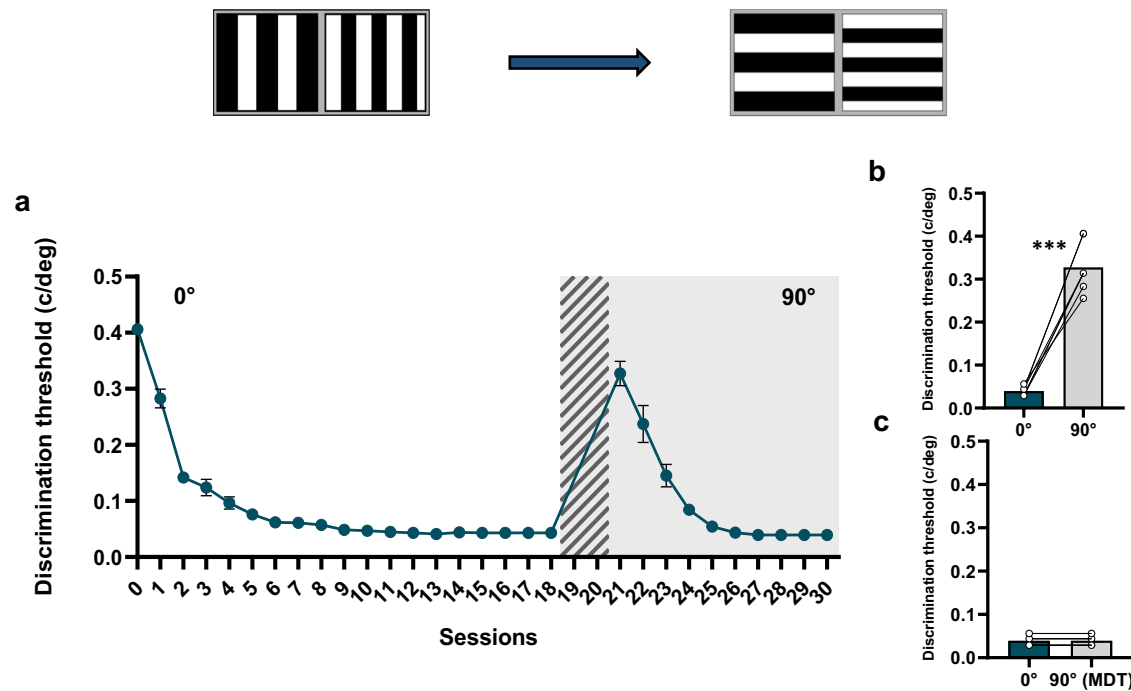 a
Discrimination threshold (c/deg)
0.5
0.4
0.3
0.2
0.1
0.0
0°
90°
0 1 2 3 4 5 6 7 8 9 10 11 12 13 14 15 16 17 18 19 20 21 22 23 24 25 26 27 28 29 30
Sessions
b
Discrimination threshold (c/deg)
0.5
0.4
0.3
0.2
0.1
0.0
***
0° 90°
c
Discrimination threshold (c/deg)
0.5
0.4
0.3
0.2
0.1
0.0
0° 90° (MDT)